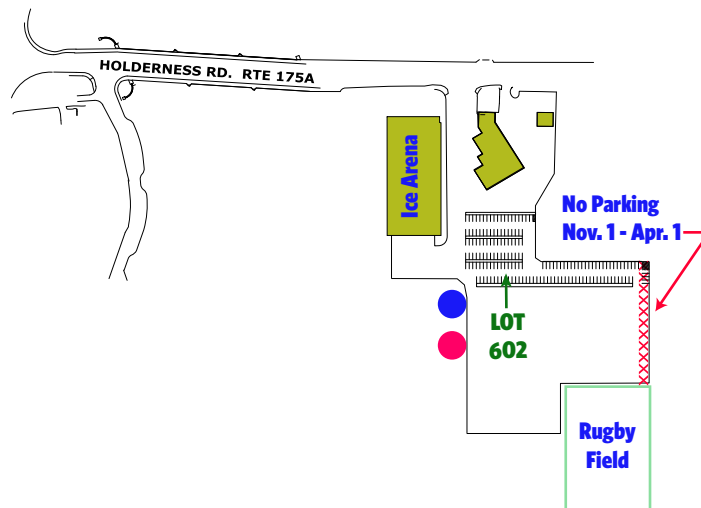 HOLDERNESS RD.  RTE 175A
Ice Arena
No Parking
Nov. 1 - Apr. 1
LOT
602
Rugby
Field